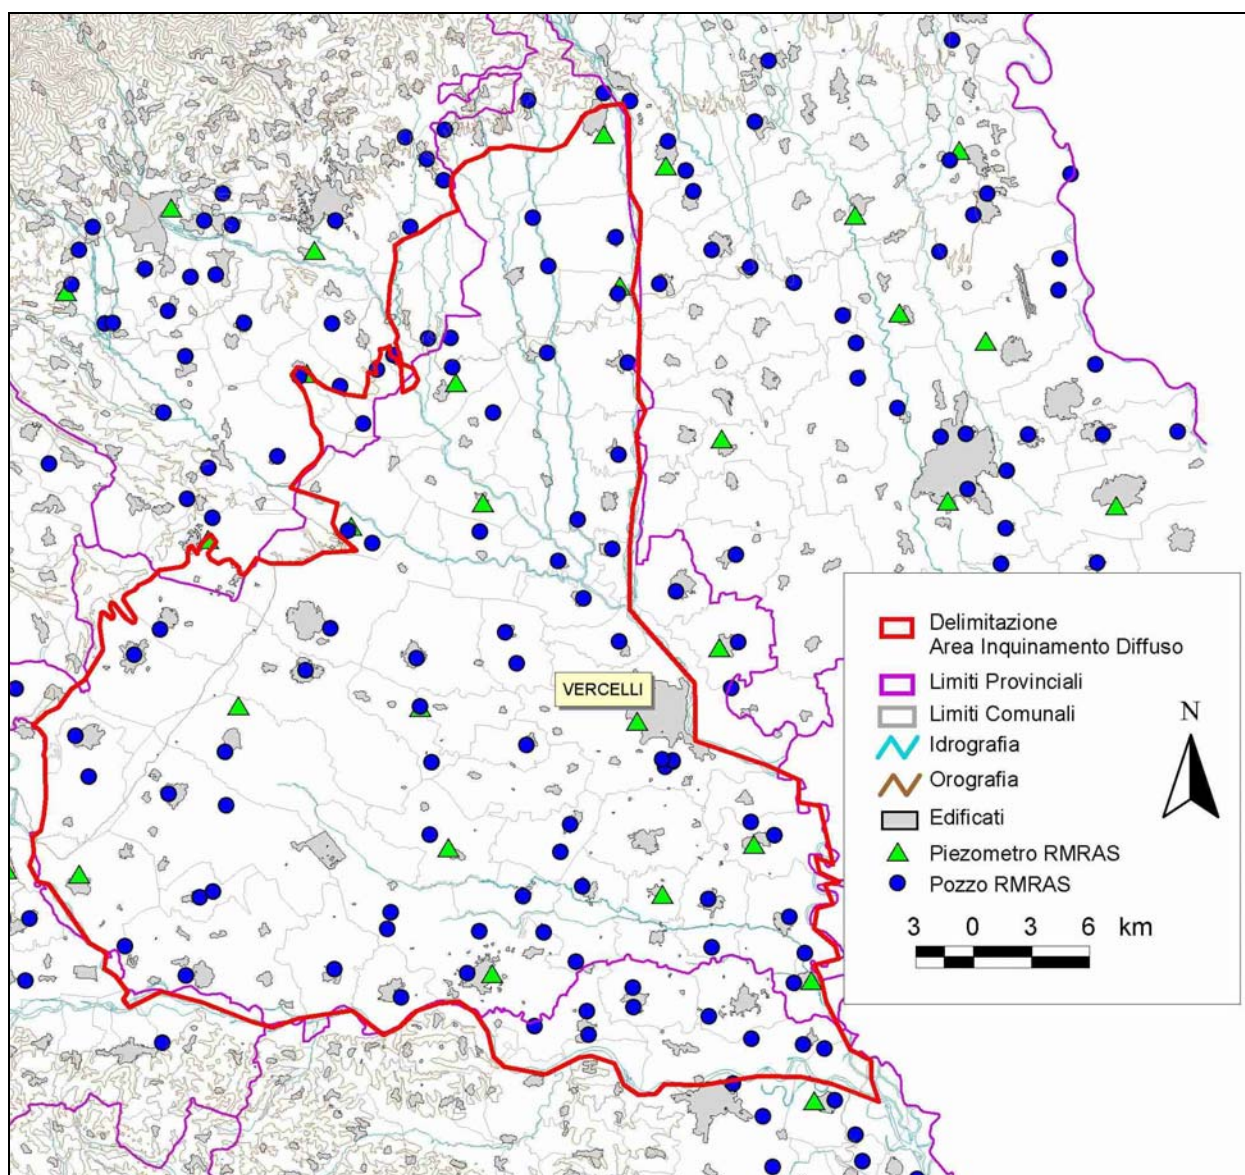 VERCELLI
Delimitazione
Area Inquinamento Diffuso
Limiti Provinciali
Limiti Comunali
Idrografia
Orografia
Edificati
Piezometro RMRAS
Pozzo RMRAS
3 0 3 6 km
N